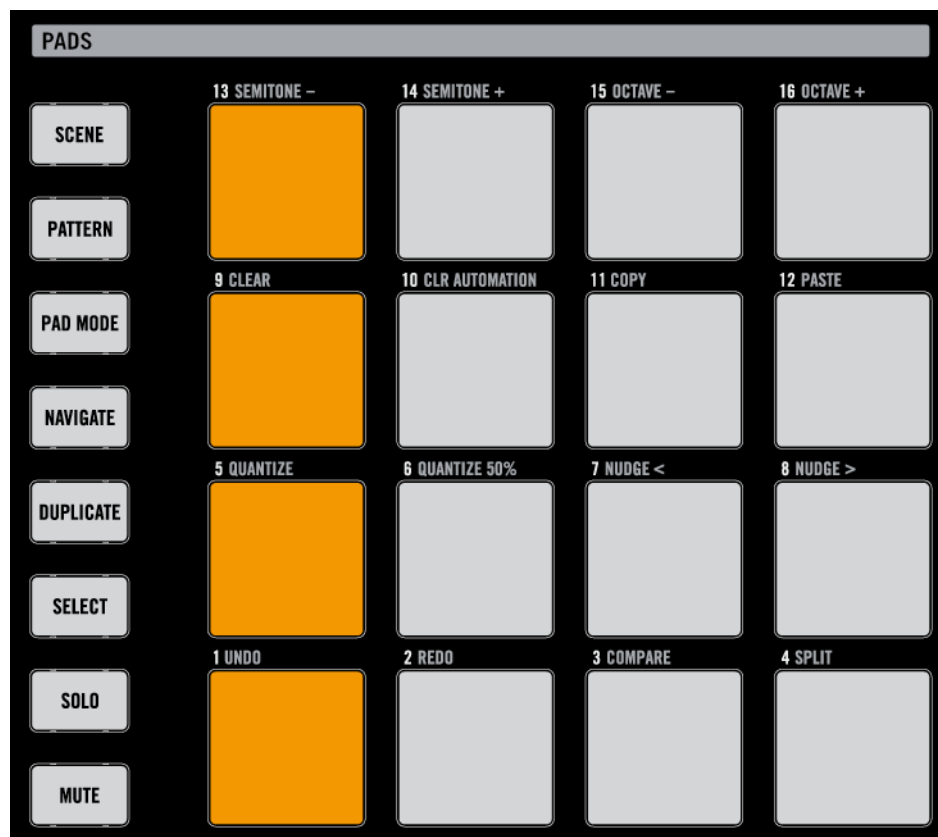 PADS
13 SEMITONE –
14 SEMITONE +
15 OCTAVE –
16 OCTAVE +
SCENE
PATTERN
9 CLEAR
10 CLR AUTOMATION
11 COPY
12 PASTE
PAD MODE
NAVIGATE
5 QUANTIZE
6 QUANTIZE 50%
7 NUDGE <
8 NUDGE >
DUPLICATE
SELECT
1 UNDO
2 REDO
3 COMPARE
4 SPLIT
SOLO
MUTE